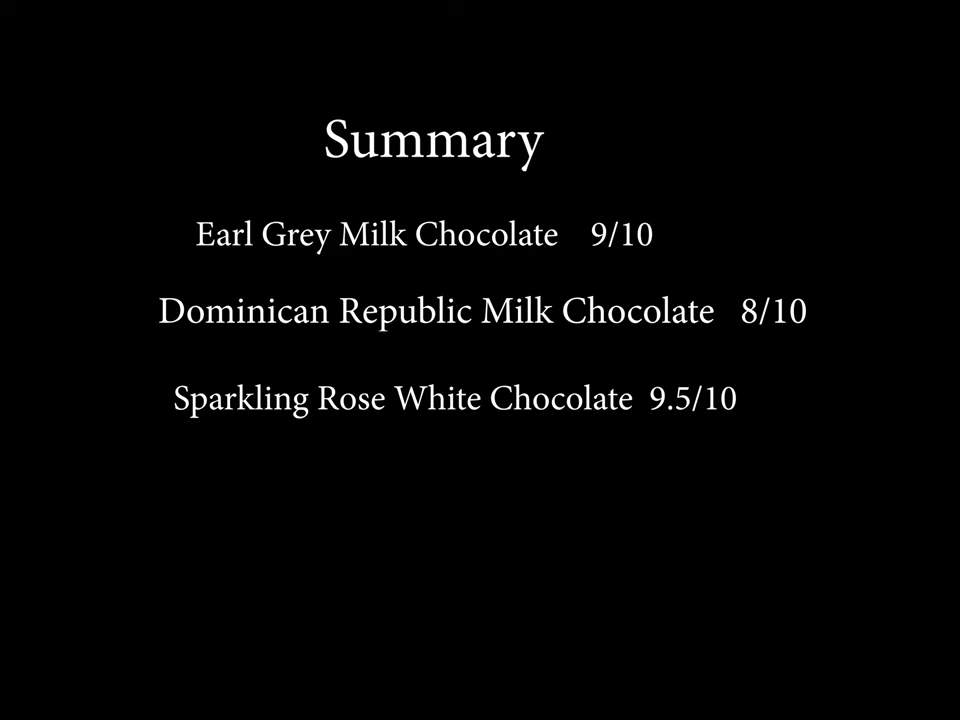 Summary
Earl Grey Milk Chocolate 9/10
Dominican Republic Milk Chocolate 8/10
Sparkling Rose White Chocolate 9.5/10